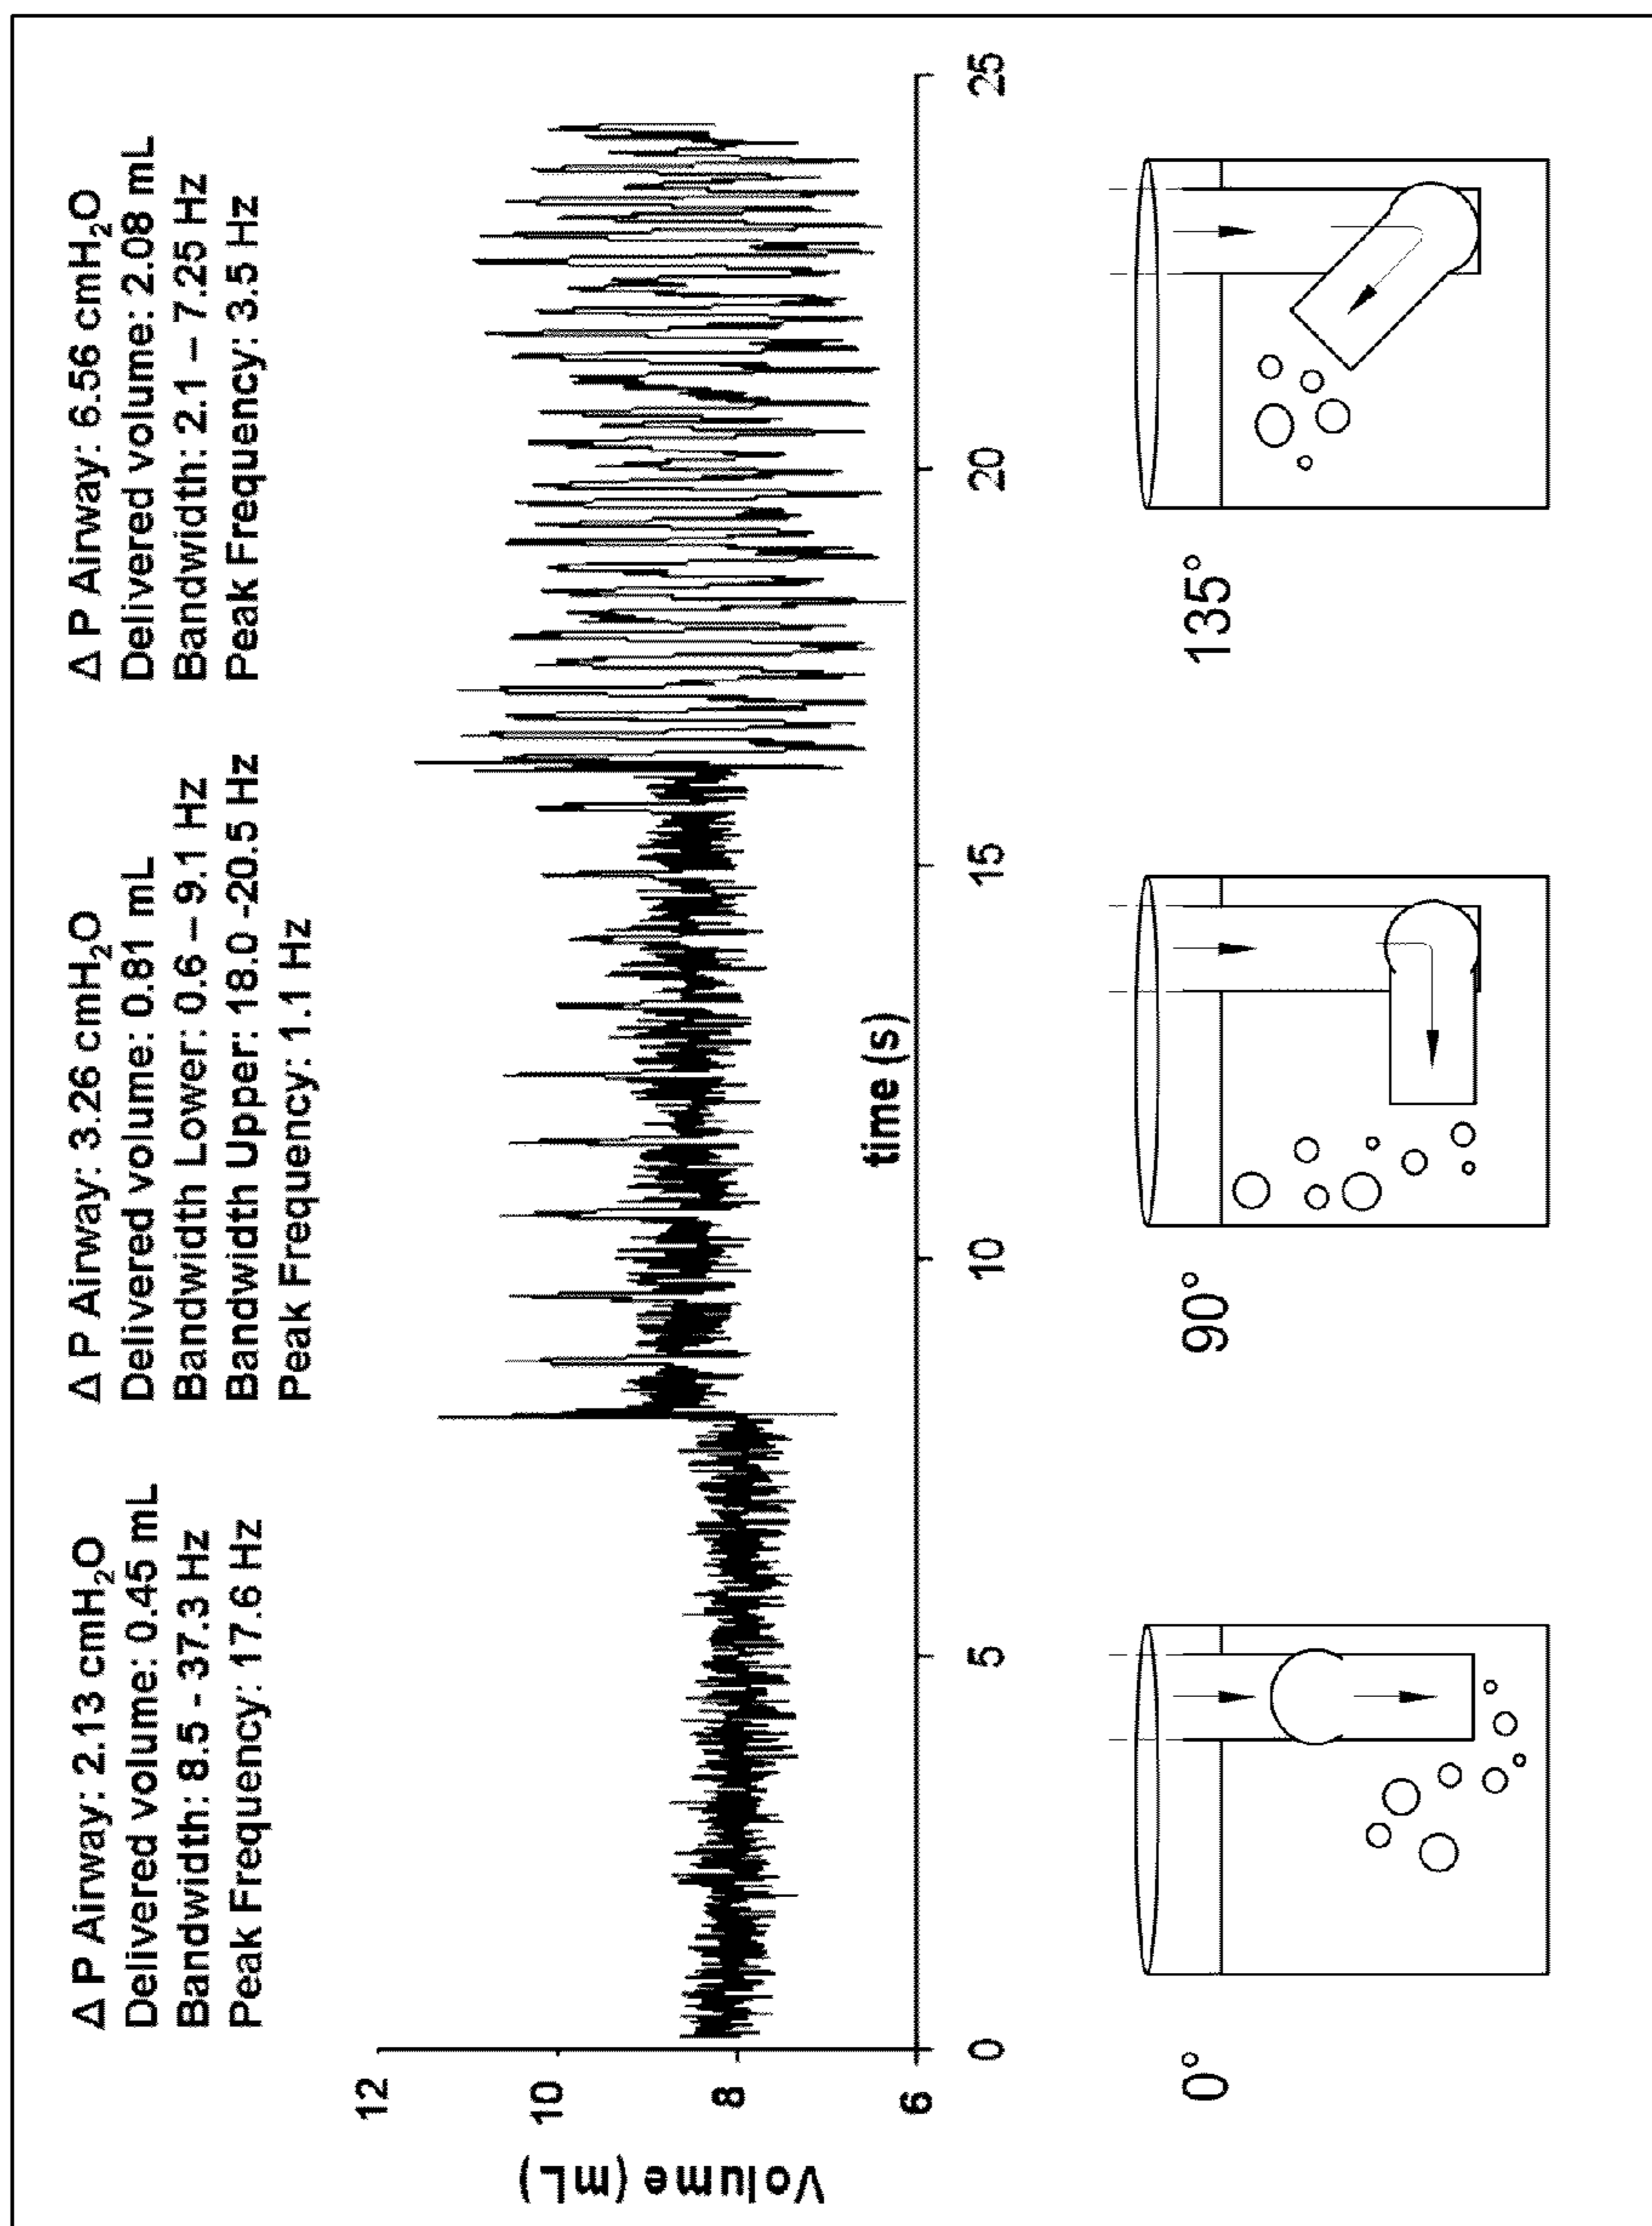 Δ P Airway: 2.13 cmH₂O
Delivered volume: 0.45 mL
Bandwidth: 8.5 - 37.3 Hz
Peak Frequency: 17.6 Hz
Δ P Airway: 3.26 cmH₂O
Delivered volume: 0.81 mL
Bandwidth Lower: 0.6 – 9.1 Hz
Bandwidth Upper: 18.0 -20.5 Hz
Peak Frequency: 1.1 Hz
Δ P Airway: 6.56 cmH₂O
Delivered volume: 2.08 mL
Bandwidth: 2.1 – 7.25 Hz
Peak Frequency: 3.5 Hz
Volume (mL)
12
10
8
6
0
5
10
15
20
25
time (s)
0°
90°
135°